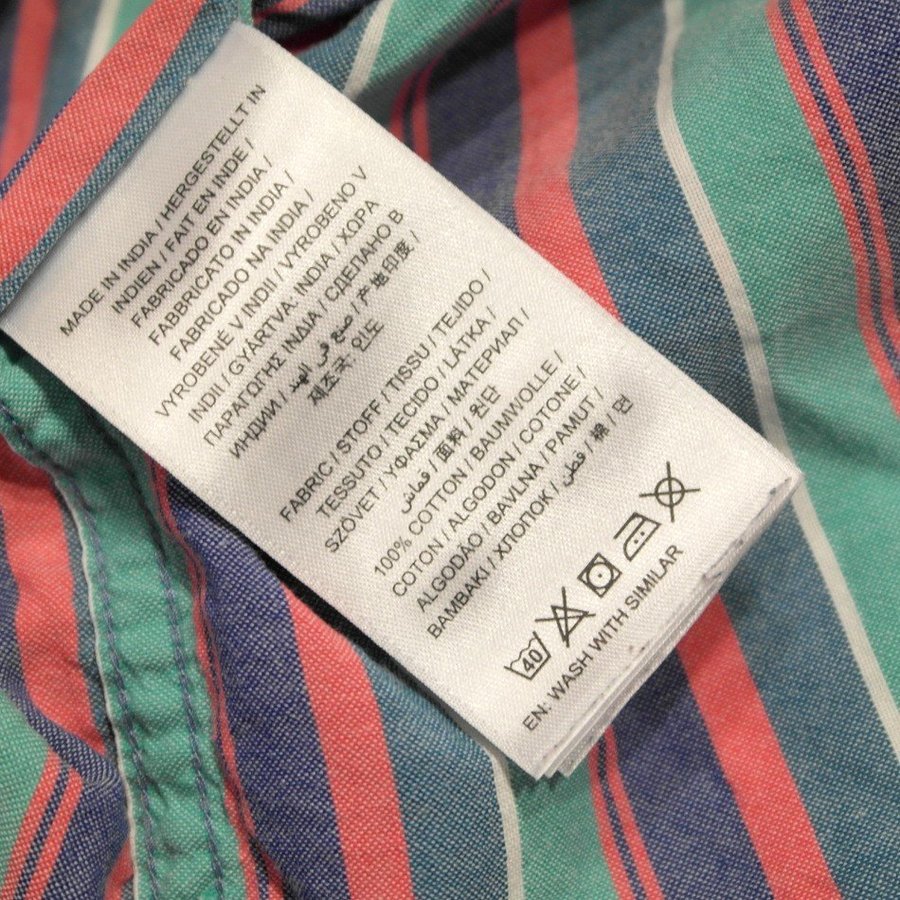 MADE IN INDIA / HERGESTELLT IN
INDIEN / FAIT EN INDE /
FABRICADO EN INDIA /
FABBRICATO IN INDIA /
FABRICADO NA INDIA /
VYROBENÉ V INDII / VYROBENO V
INDII / GYÁRTVA: INDIA / ΧΩΡΑ
ΠΑΡΑΓΩΓΗΣ INDIA / СДЕЛАНО В
ИНДИИ / صنع في الهند / 产地印度 /
제조국 인도
FABRIC / STOFF / TISSU / TEJIDO /
TESSUTO / TECIDO / LÁTKA /
SZÖVET / ΥΦΑΣΜΑ / МАТЕРИАЛ /
قماش / 面料 / 원단
100% COTTON / BAUMWOLLE /
COTON / ALGODON / COTONE /
ALGODÃO / BAVLNA / PAMUT /
ΒΑΜΒΑΚΙ / ХЛОПОК / قطن / 棉 / 면
40
EN: WASH WITH SIMILAR